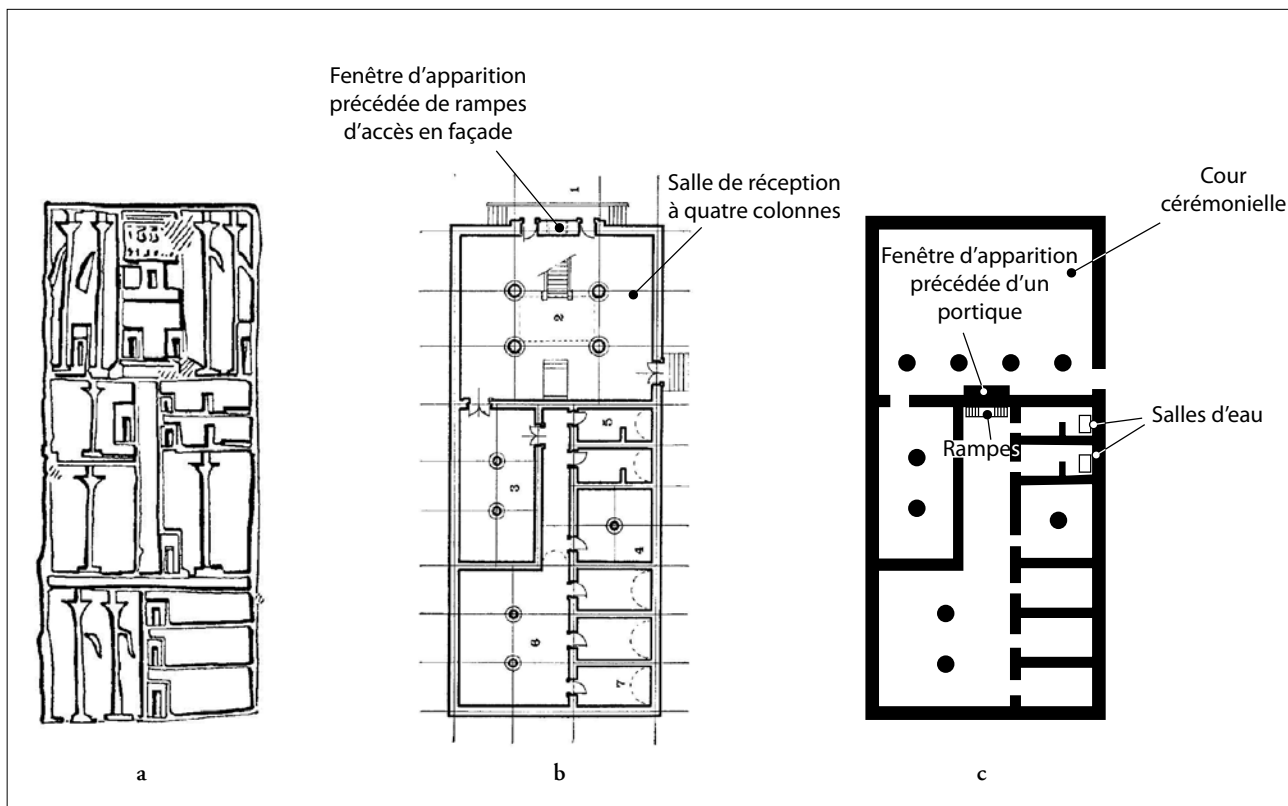 Fenêtre d'apparition
précédée de rampes
d'accès en façade
Salle de réception
à quatre colonnes
1
2
3
4
5
6
7
Cour
cérémonielle
Fenêtre d'apparition
précédée d'un
portique
Rampes
Salles d'eau
a
b
c